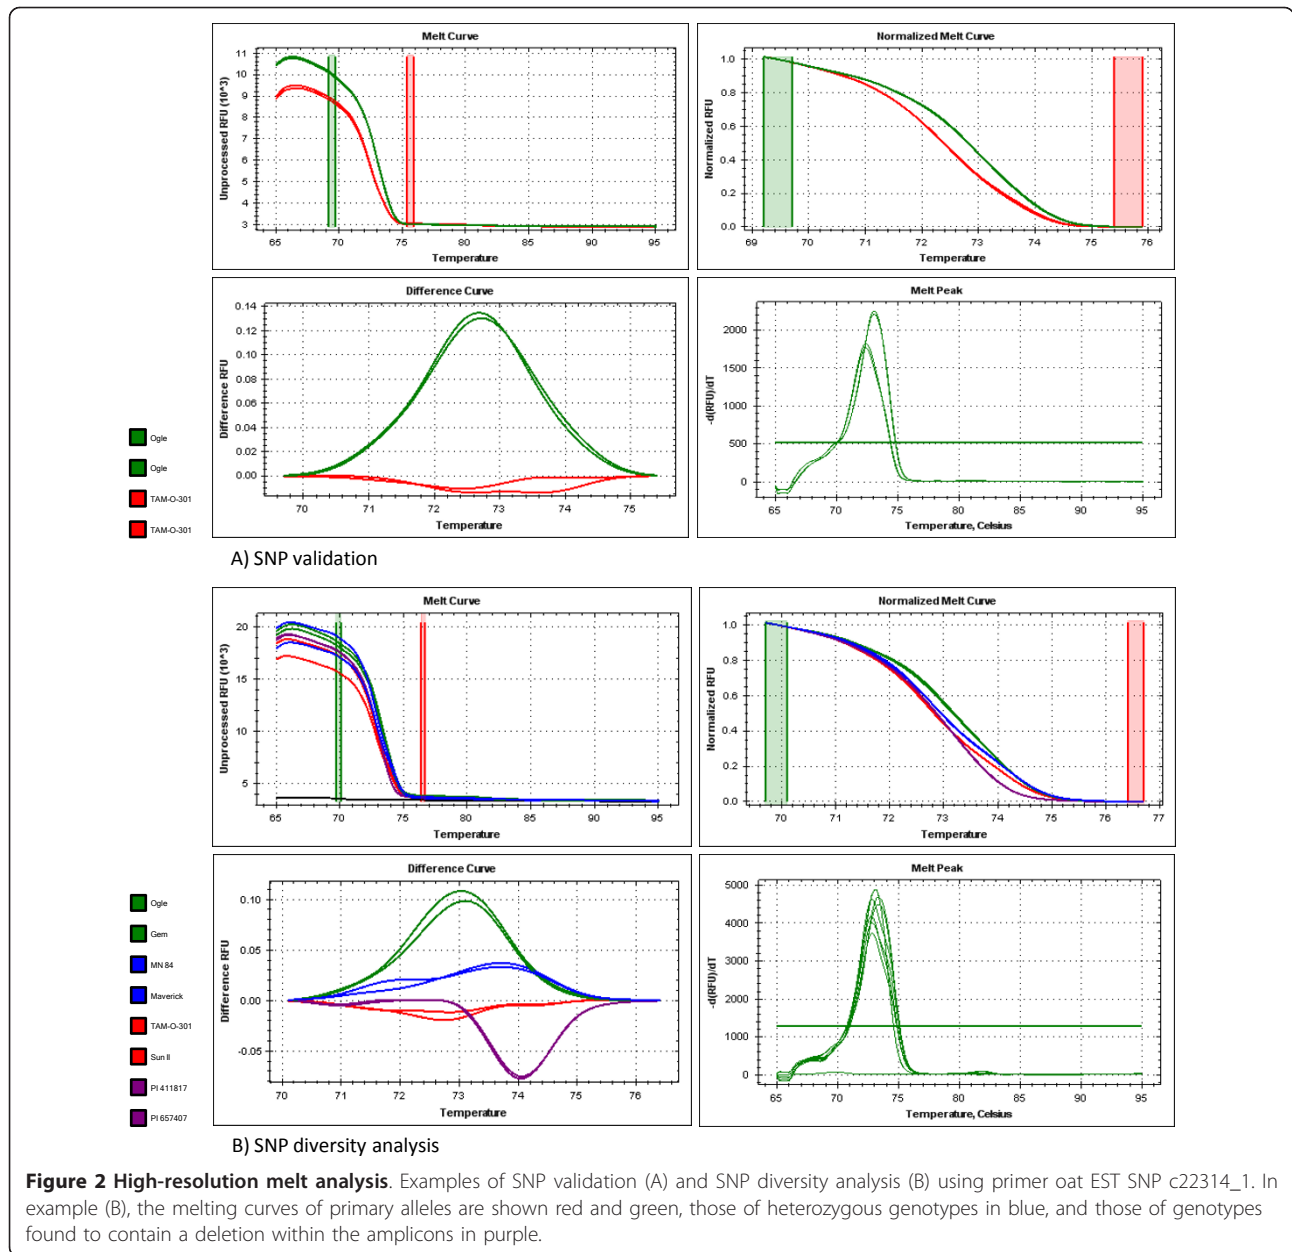 Melt Curve
Unprocessed RFU (10^3)
11
10
9
8
7
6
5
4
3
65 70 75 80 85 90 95
Temperature
Normalized Melt Curve
Normalized RFU
1.0
0.8
0.6
0.4
0.2
0.0
69 70 71 72 73 74 75 76
Temperature
Difference Curve
Difference RFU
0.14
0.12
0.10
0.08
0.06
0.04
0.02
0.00
70 71 72 73 74 75
Temperature
Melt Peak
-d(RFU)/dT
2000
1500
1000
500
0
65 70 75 80 85 90 95
Temperature, Celsius
Ogle
Ogle
TAM-O-301
TAM-O-301
A) SNP validation
Melt Curve
Unprocessed RFU (10^3)
20
15
10
5
65 70 75 80 85 90 95
Temperature
Normalized Melt Curve
Normalized RFU
1.0
0.8
0.6
0.4
0.2
0.0
70 71 72 73 74 75 76 77
Temperature
Difference Curve
Difference RFU
0.10
0.05
0.00
-0.05
70 71 72 73 74 75 76
Temperature
Melt Peak
-d(RFU)/dT
5000
4000
3000
2000
1000
0
65 70 75 80 85 90 95
Temperature, Celsius
Ogle
Gem
MN 84
Maverick
TAM-O-301
Sun II
PI 411817
PI 657407
B) SNP diversity analysis
Figure 2 High-resolution melt analysis. Examples of SNP validation (A) and SNP diversity analysis (B) using primer oat EST SNP c22314_1. In
example (B), the melting curves of primary alleles are shown red and green, those of heterozygous genotypes in blue, and those of genotypes
found to contain a deletion within the amplicons in purple.